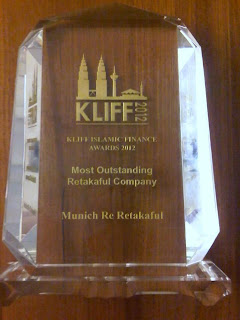 KLIFF 2012
KLIFF ISLAMIC FINANCE
AWARDS 2012
Most Outstanding
Retakaful Company
Munich Re Retakaful